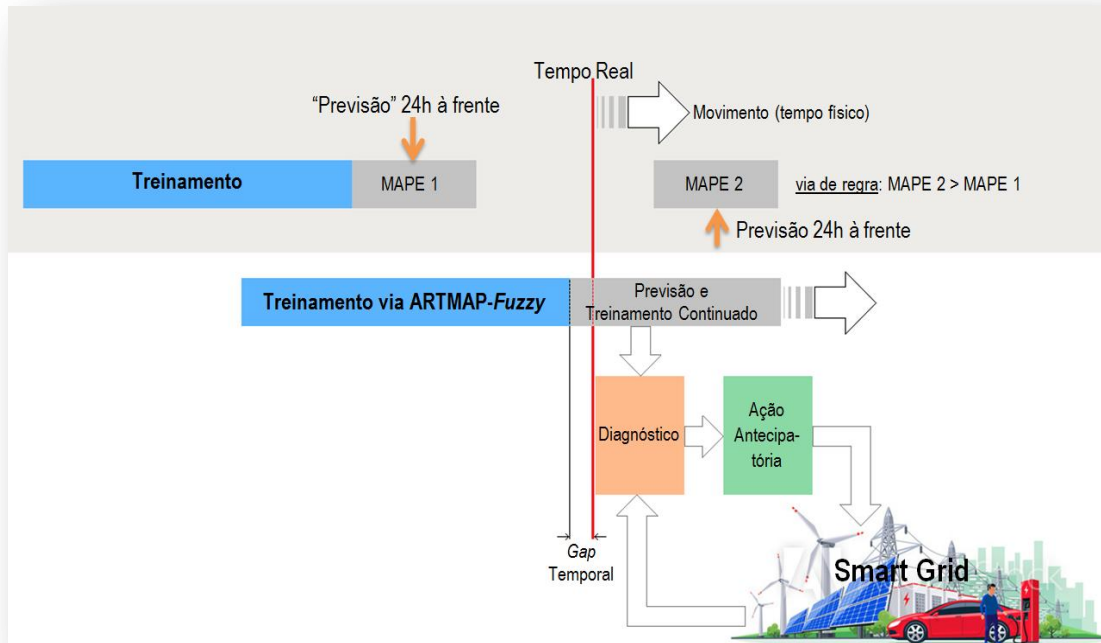 Tempo Real
“Previsão” 24h à frente
Movimento (tempo fisico)
Treinamento
MAPE 1
MAPE 2
via de regra: MAPE 2 > MAPE 1
Previsão 24h à frente
Treinamento via ARTMAP-Fuzzy
Previsão e
Treinamento Continuado
Diagnóstico
Ação
Antecipa-
tória
Gap
Temporal
Smart Grid